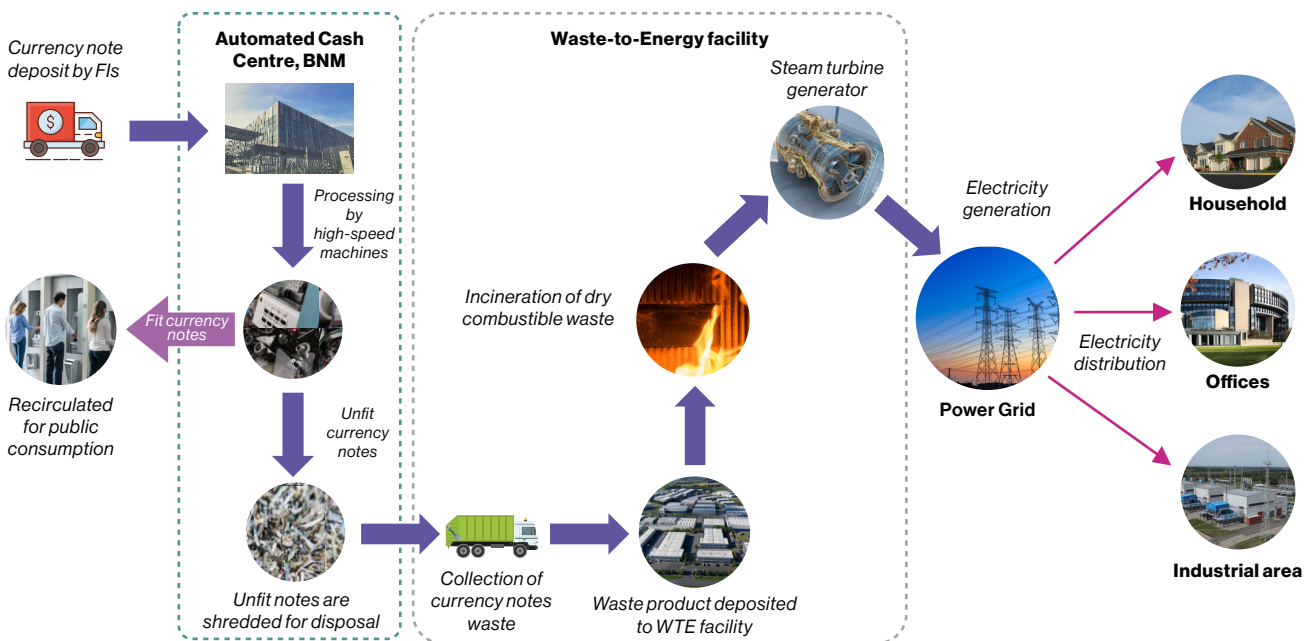 Currency note
deposit by FIs
$
Automated Cash
Centre, BNM
Processing
by
high-speed
machines
Fit currency
notes
Recirculated
for public
consumption
Unfit
currency
notes
Unfit notes are
shredded for disposal
Waste-to-Energy facility
Collection of
currency notes
waste
Waste product deposited
to WTE facility
Incineration of dry
combustible waste
Steam turbine
generator
Electricity
generation
Power Grid
Electricity
distribution
Household
Offices
Industrial area